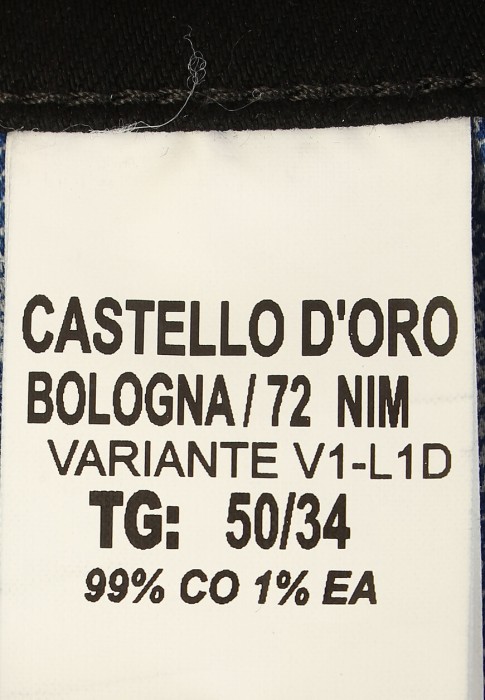 CASTELLO D'ORO
BOLOGNA/72 NIM
VARIANTE V1-L1D
TG: 50/34
99% CO 1% EA